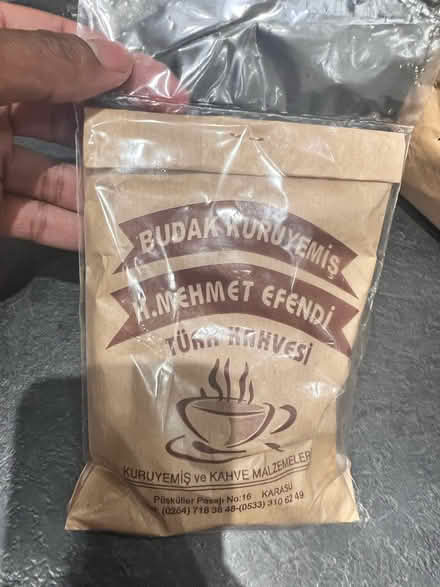 BUDAK KURUYEMİŞ
H.MEHMET EFENDİ
TÜRK KAHVESİ
KURUYEMİŞ ve KAHVE MALZEMELER
Püsküller Pasajı No:16 KARASU
(0264) 718 38 48-(0533) 310 62 49